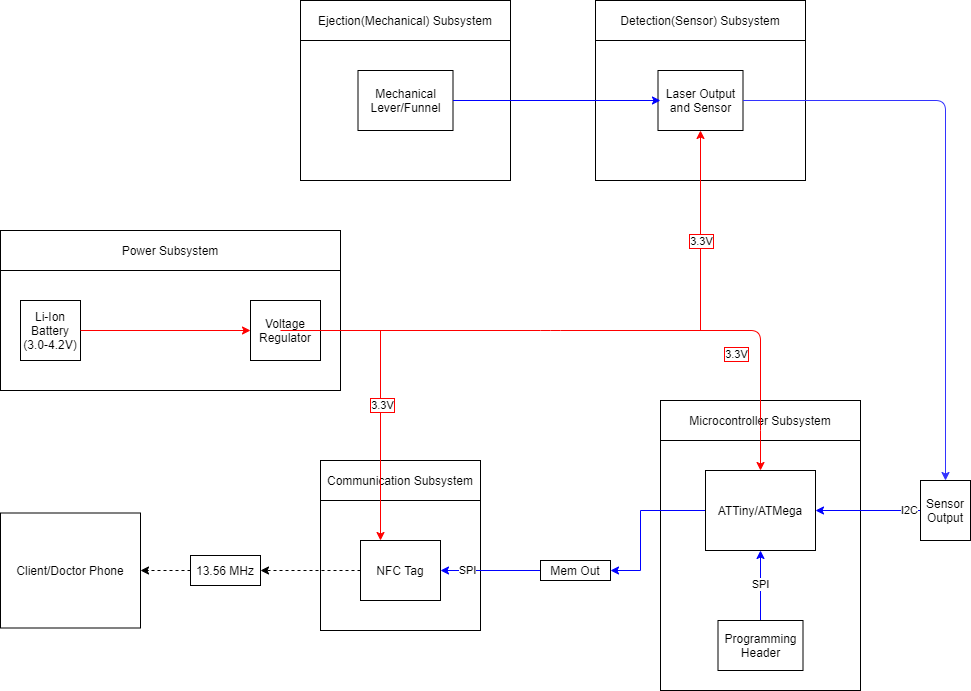 Ejection(Mechanical) Subsystem
Detection(Sensor) Subsystem
Mechanical
Lever/Funnel
Laser Output
and Sensor
3.3V
Power Subsystem
Li-Ion
Battery
(3.0-4.2V)
Voltage
Regulator
3.3V
3.3V
Microcontroller Subsystem
Communication Subsystem
ATTiny/ATMega
I2C
Sensor
Output
Client/Doctor Phone
13.56 MHz
NFC Tag
SPI
Mem Out
SPI
Programming
Header